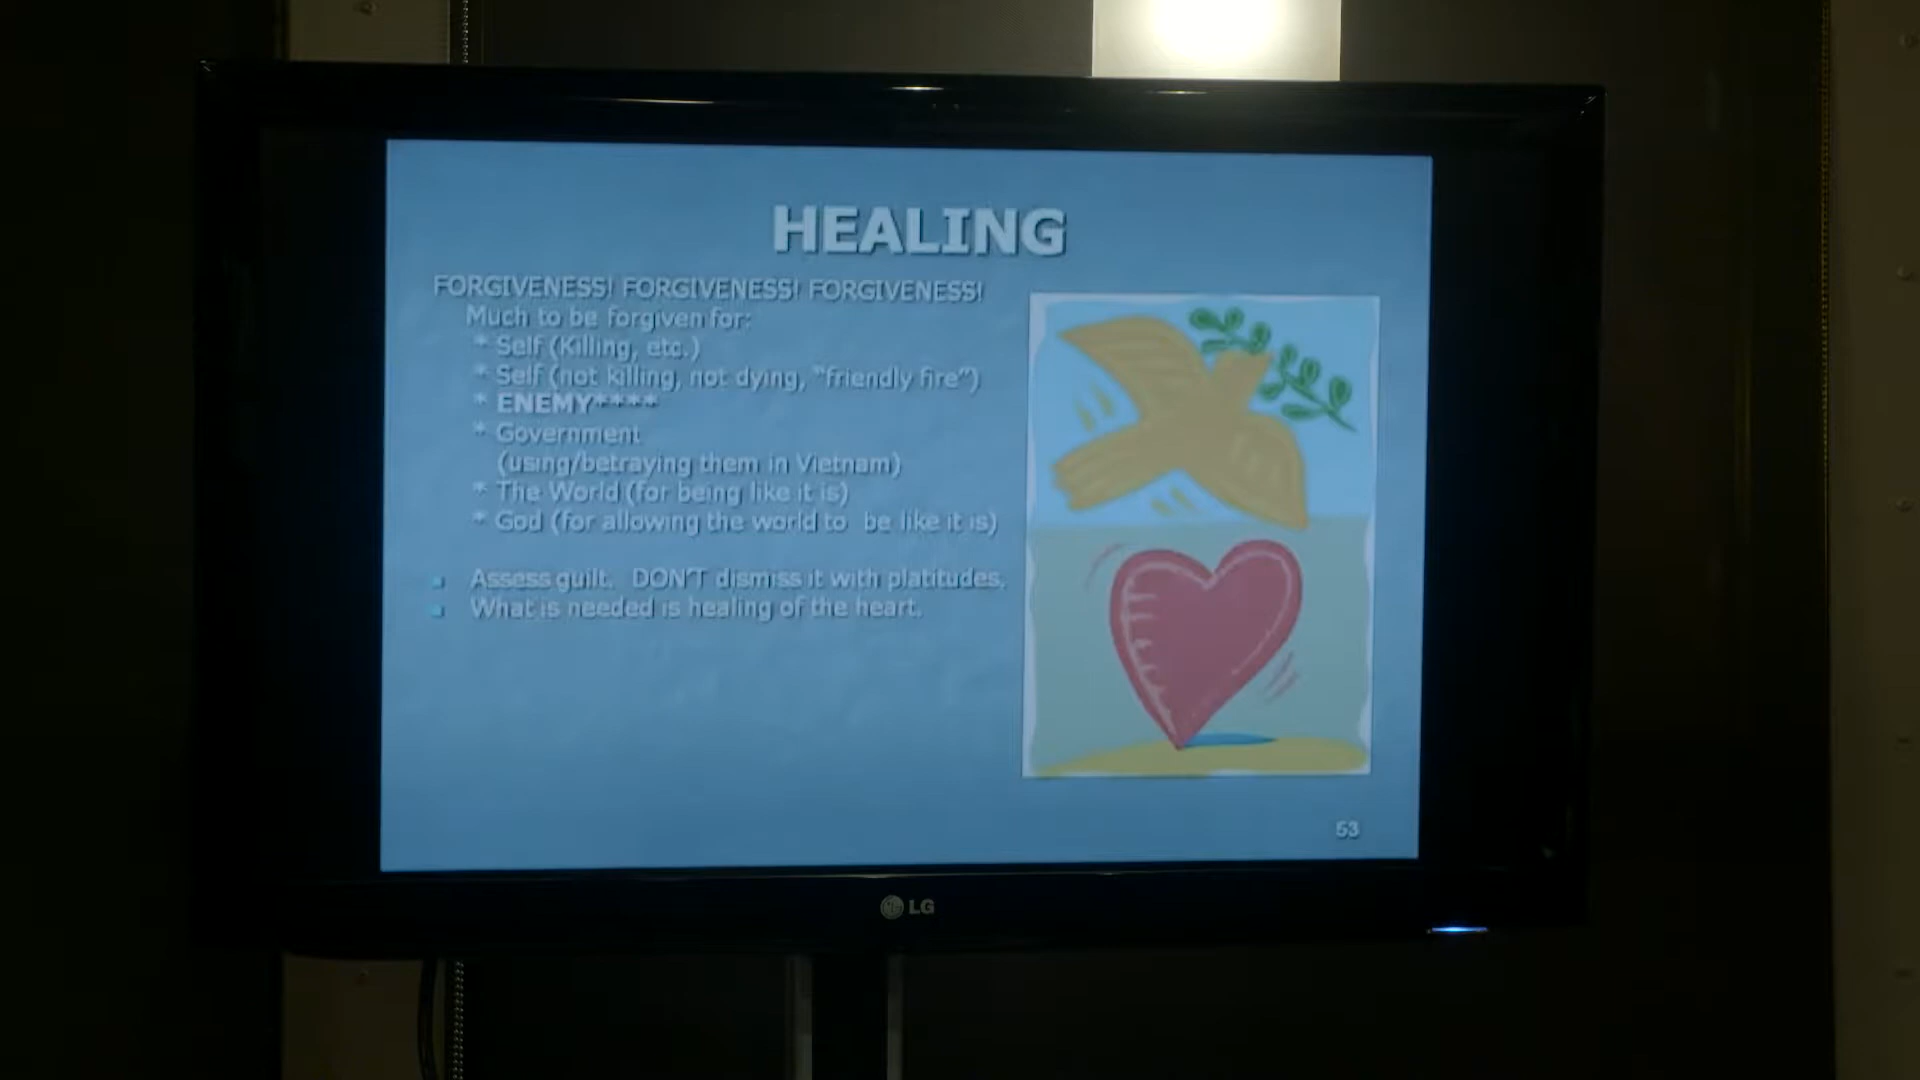 HEALING
FORGIVENESS! FORGIVENESS! FORGIVENESS!
Much to be forgiven for:
* Self (Killing, etc.)
* Self (not killing, not dying, "friendly fire")
* ENEMY****
* Government
(using/betraying them in Vietnam)
* The World (for being like it is)
* God (for allowing the world to be like it is)
Assess guilt. DON'T dismiss it with platitudes.
What is needed is healing of the heart.
53
LG